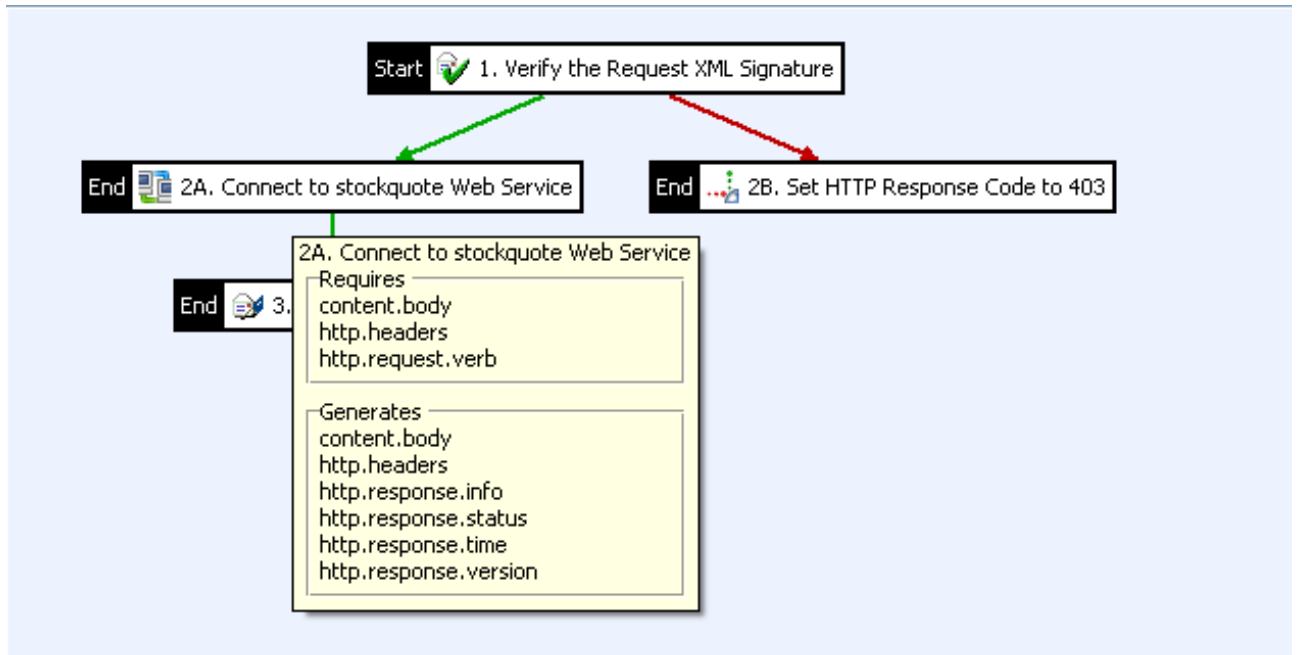 Start 1. Verify the Request XML Signature
End 2A. Connect to stockquote Web Service
End 2B. Set HTTP Response Code to 403
End 3.
2A. Connect to stockquote Web Service
Requires
content.body
http.headers
http.request.verb
Generates
content.body
http.headers
http.response.info
http.response.status
http.response.time
http.response.version